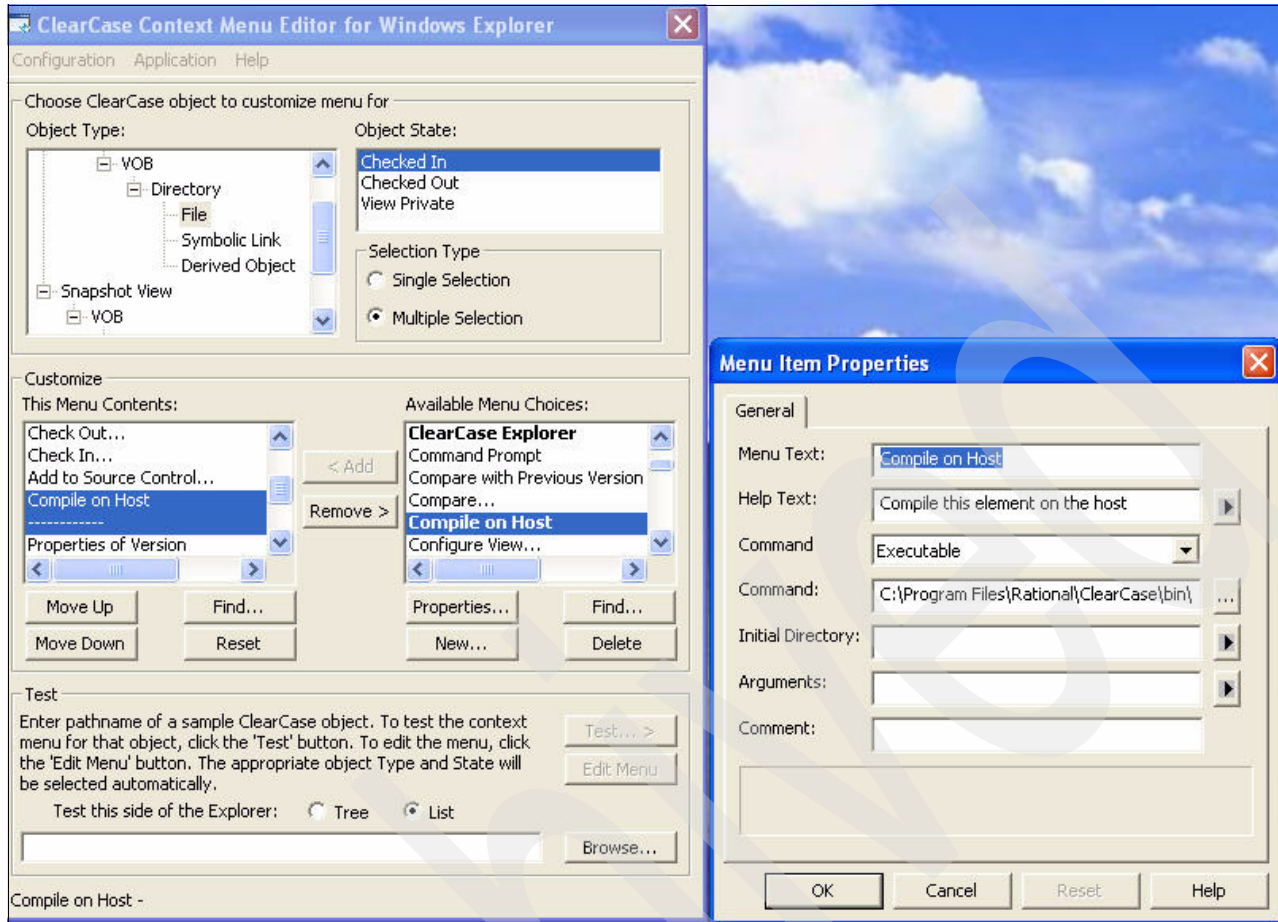 ClearCase Context Menu Editor for Windows Explorer
Configuration Application Help
Choose ClearCase object to customize menu for
Object Type:
Object State:
VOB
Directory
File
Symbolic Link
Derived Object
Snapshot View
VOB
Checked In
Checked Out
View Private
Selection Type
Single Selection
Multiple Selection
Customize
This Menu Contents:
Available Menu Choices:
Check Out...
Check In...
Add to Source Control...
Compile on Host
------------
Properties of Version
< Add
Remove >
ClearCase Explorer
Command Prompt
Compare with Previous Version
Compare...
Compile on Host
Configure View...
Move Up
Find...
Properties...
Find...
Move Down
Reset
New...
Delete
Test
Enter pathname of a sample ClearCase object. To test the context
menu for that object, click the 'Test' button. To edit the menu, click
the 'Edit Menu' button. The appropriate object Type and State will
be selected automatically.
Test... >
Edit Menu
Test this side of the Explorer: Tree List
Browse...
Compile on Host -
Menu Item Properties
General
Menu Text: Compile on Host
Help Text: Compile this element on the host
Command Executable
Command: C:\Program Files\Rational\ClearCase\bin\ ...
Initial Directory:
Arguments:
Comment:
OK Cancel Reset Help